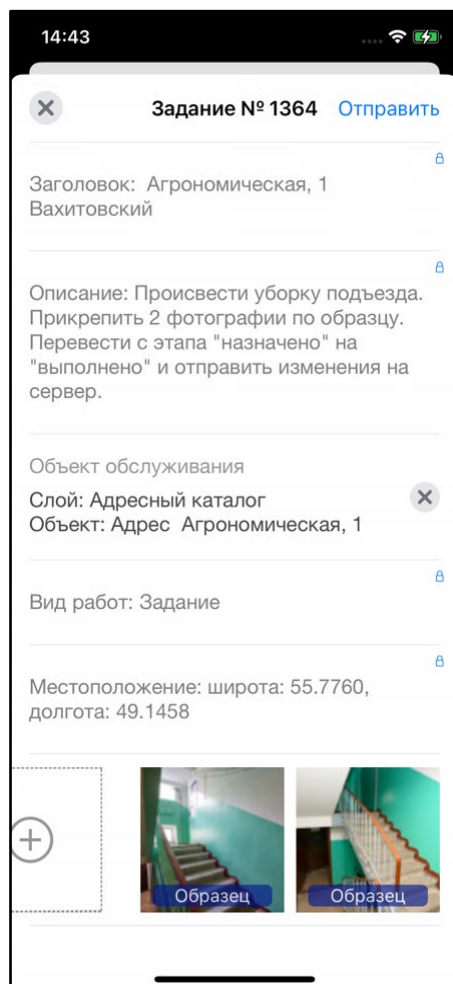 14:43
Задание № 1364 Отправить
Заголовок: Агрономическая, 1
Вахитовский
Описание: Происвести уборку подъезда.
Прикрепить 2 фотографии по образцу.
Перевести с этапа "назначено" на
"выполнено" и отправить изменения на
сервер.
Объект обслуживания
Слой: Адресный каталог
Объект: Адрес Агрономическая, 1
Вид работ: Задание
Местоположение: широта: 55.7760,
долгота: 49.1458
Образец Образец